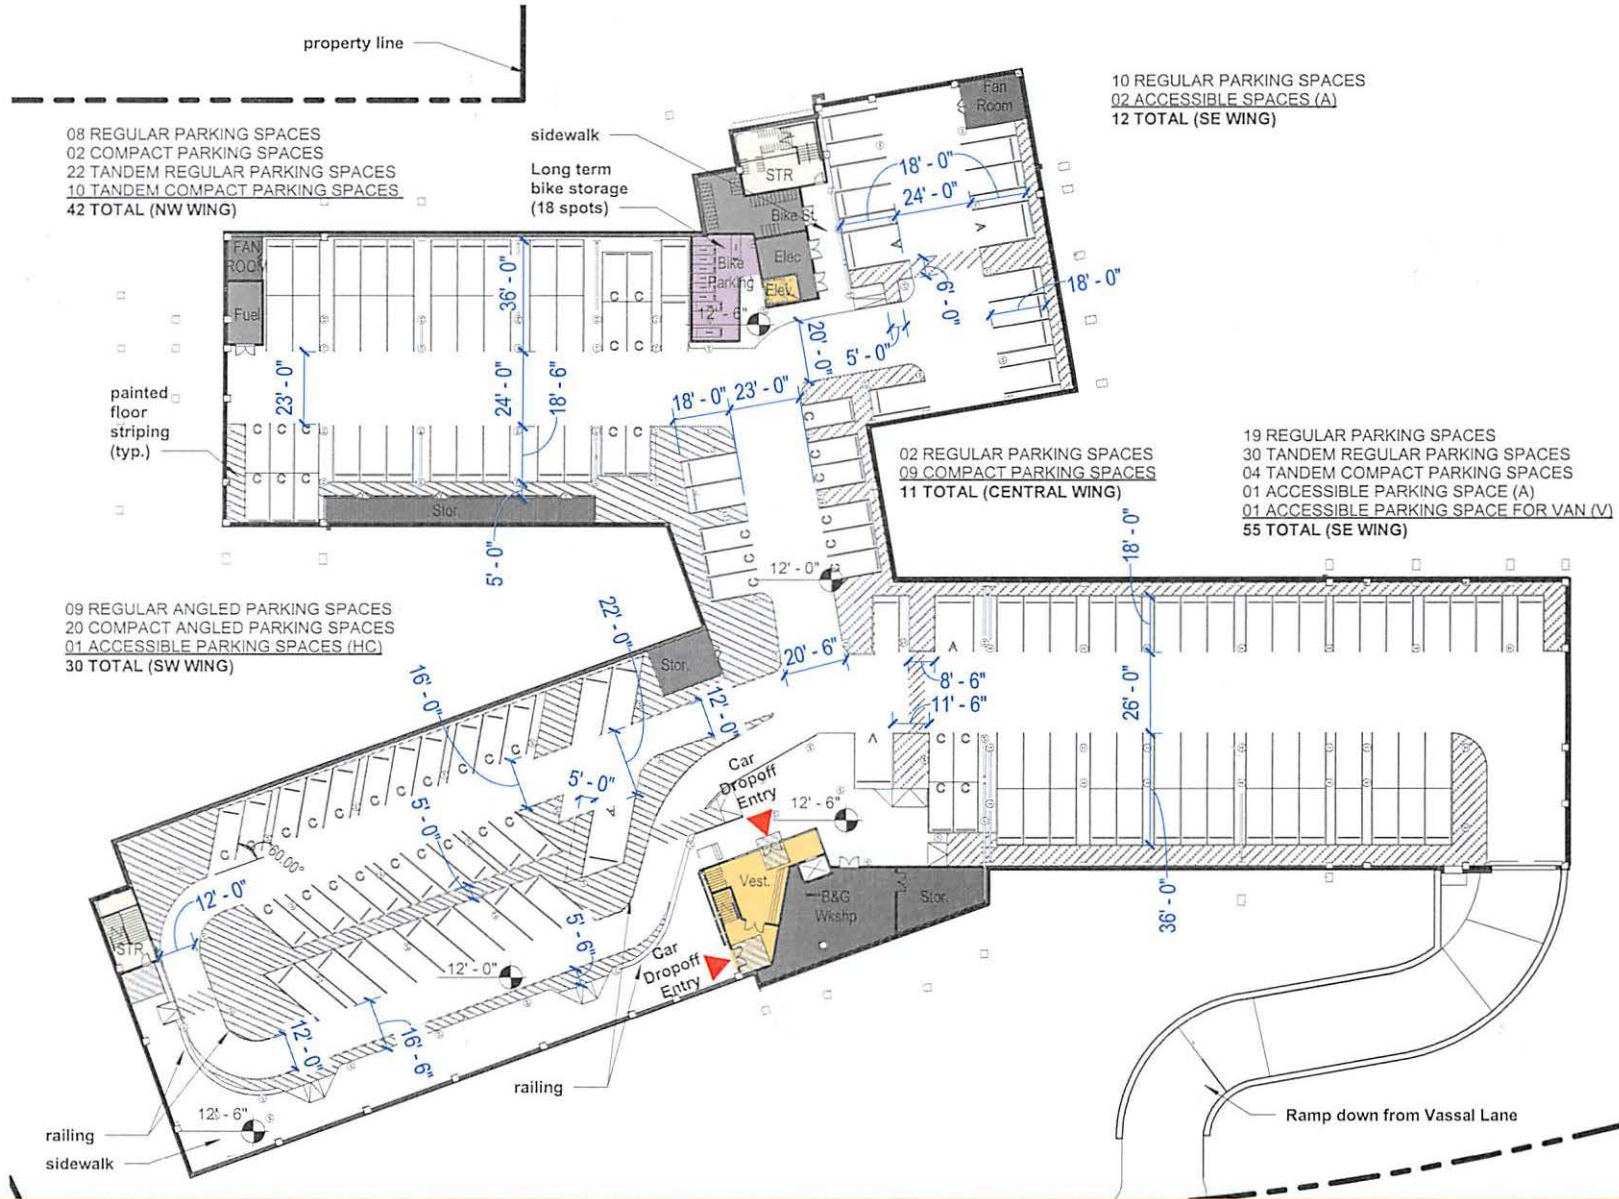 property line
10 REGULAR PARKING SPACES
02 ACCESSIBLE SPACES (A)
12 TOTAL (SE WING)
08 REGULAR PARKING SPACES
02 COMPACT PARKING SPACES
22 TANDEM REGULAR PARKING SPACES
10 TANDEM COMPACT PARKING SPACES
42 TOTAL (NW WING)
sidewalk
Long term
bike storage
(18 spots)
Fan
Room
STR
Bike St.
Elec
Elev.
Bike
Parking
12' - 6"
FAN
ROOM
Fuel
18' - 0"
24' - 0"
A
A
6' - 0"
18' - 0"
5' - 0"
20' - 0"
36' - 0"
C C
C C
23' - 0"
24' - 0"
18' - 6"
18' - 0"
23' - 0"
painted
floor
striping
(typ.)
C C C
C C C
C C
Stor.
5' - 0"
C
C
C
C
C
C
C
C
C
12' - 0"
02 REGULAR PARKING SPACES
09 COMPACT PARKING SPACES
11 TOTAL (CENTRAL WING)
19 REGULAR PARKING SPACES
30 TANDEM REGULAR PARKING SPACES
04 TANDEM COMPACT PARKING SPACES
01 ACCESSIBLE PARKING SPACE (A)
01 ACCESSIBLE PARKING SPACE FOR VAN (V)
55 TOTAL (SE WING)
18' - 0"
09 REGULAR ANGLED PARKING SPACES
20 COMPACT ANGLED PARKING SPACES
01 ACCESSIBLE PARKING SPACES (HC)
30 TOTAL (SW WING)
22' - 0"
Stor.
20' - 6"
A
8' - 6"
11' - 6"
26' - 0"
A
C C
C C
36' - 0"
16' - 0"
12' - 0"
5' - 0"
5' - 0"
Car
Dropoff
Entry
12' - 6"
60.00°
12' - 0"
STR
Vest.
B&G
Wkshp
Stor.
5' - 6"
Car
Dropoff
Entry
12' - 0"
12' - 0"
16' - 6"
railing
12' - 6"
railing
sidewalk
Ramp down from Vassal Lane